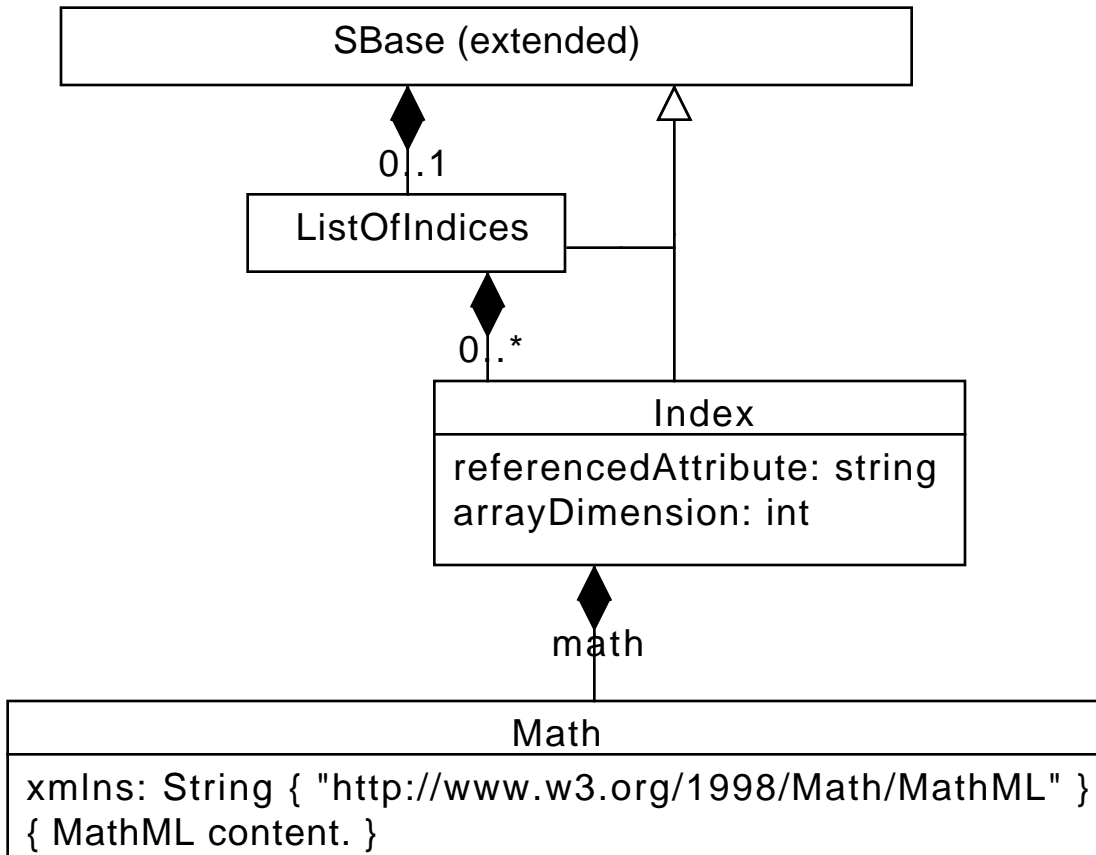 SBase (extended)
0..1
ListOfIndices
0..*
Index
referencedAttribute: string
arrayDimension: int
math
Math
xmlns: String { "http://www.w3.org/1998/Math/MathML" }
{ MathML content. }